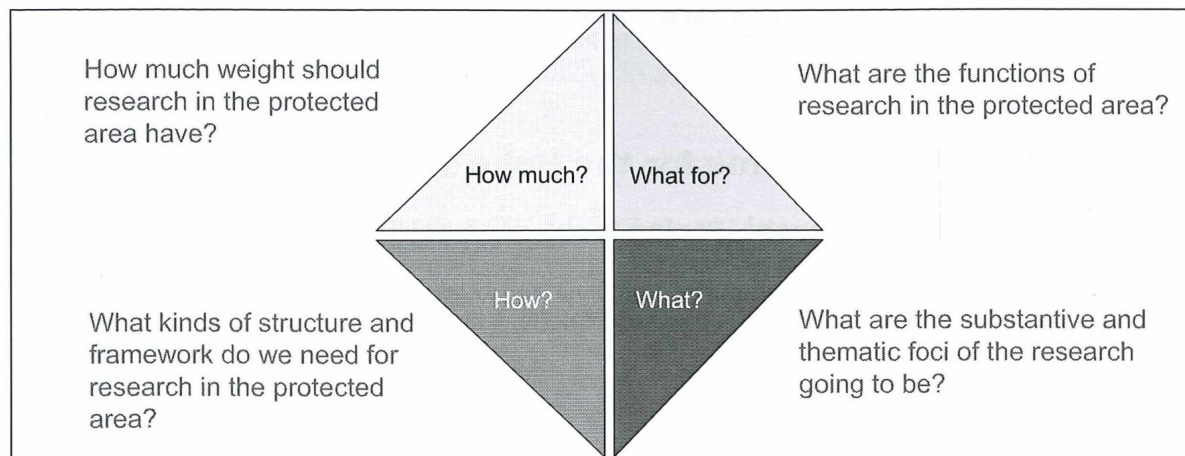 How much weight should
research in the protected
area have?
What are the functions of
research in the protected area?
How much?
What for?
How?
What?
What kinds of structure and
framework do we need for
research in the protected
area?
What are the substantive and
thematic foci of the research
going to be?